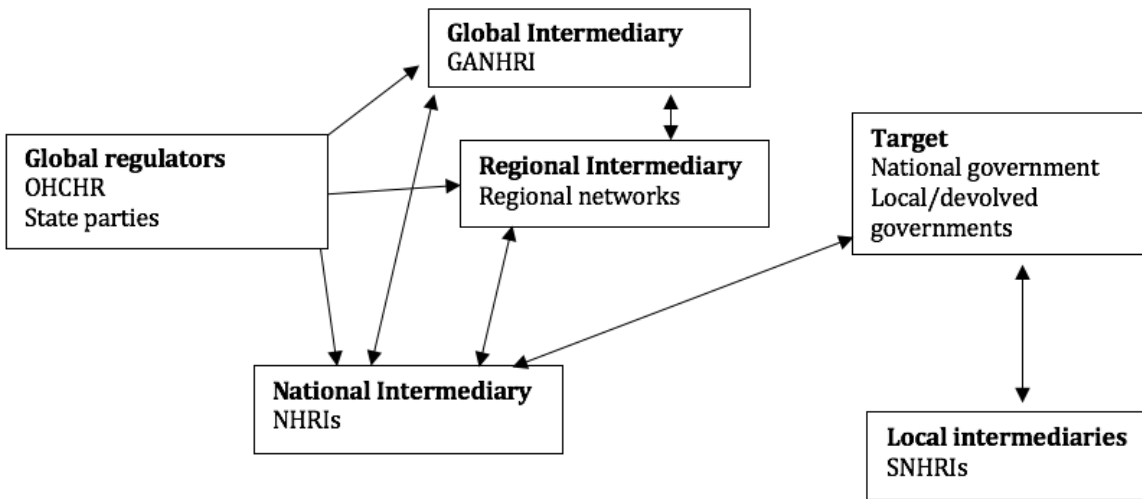 Global Intermediary
GANHRI
Global regulators
OHCHR
State parties
Regional Intermediary
Regional networks
Target
National government
Local/devolved
governments
National Intermediary
NHRIs
Local intermediaries
SNHRIs